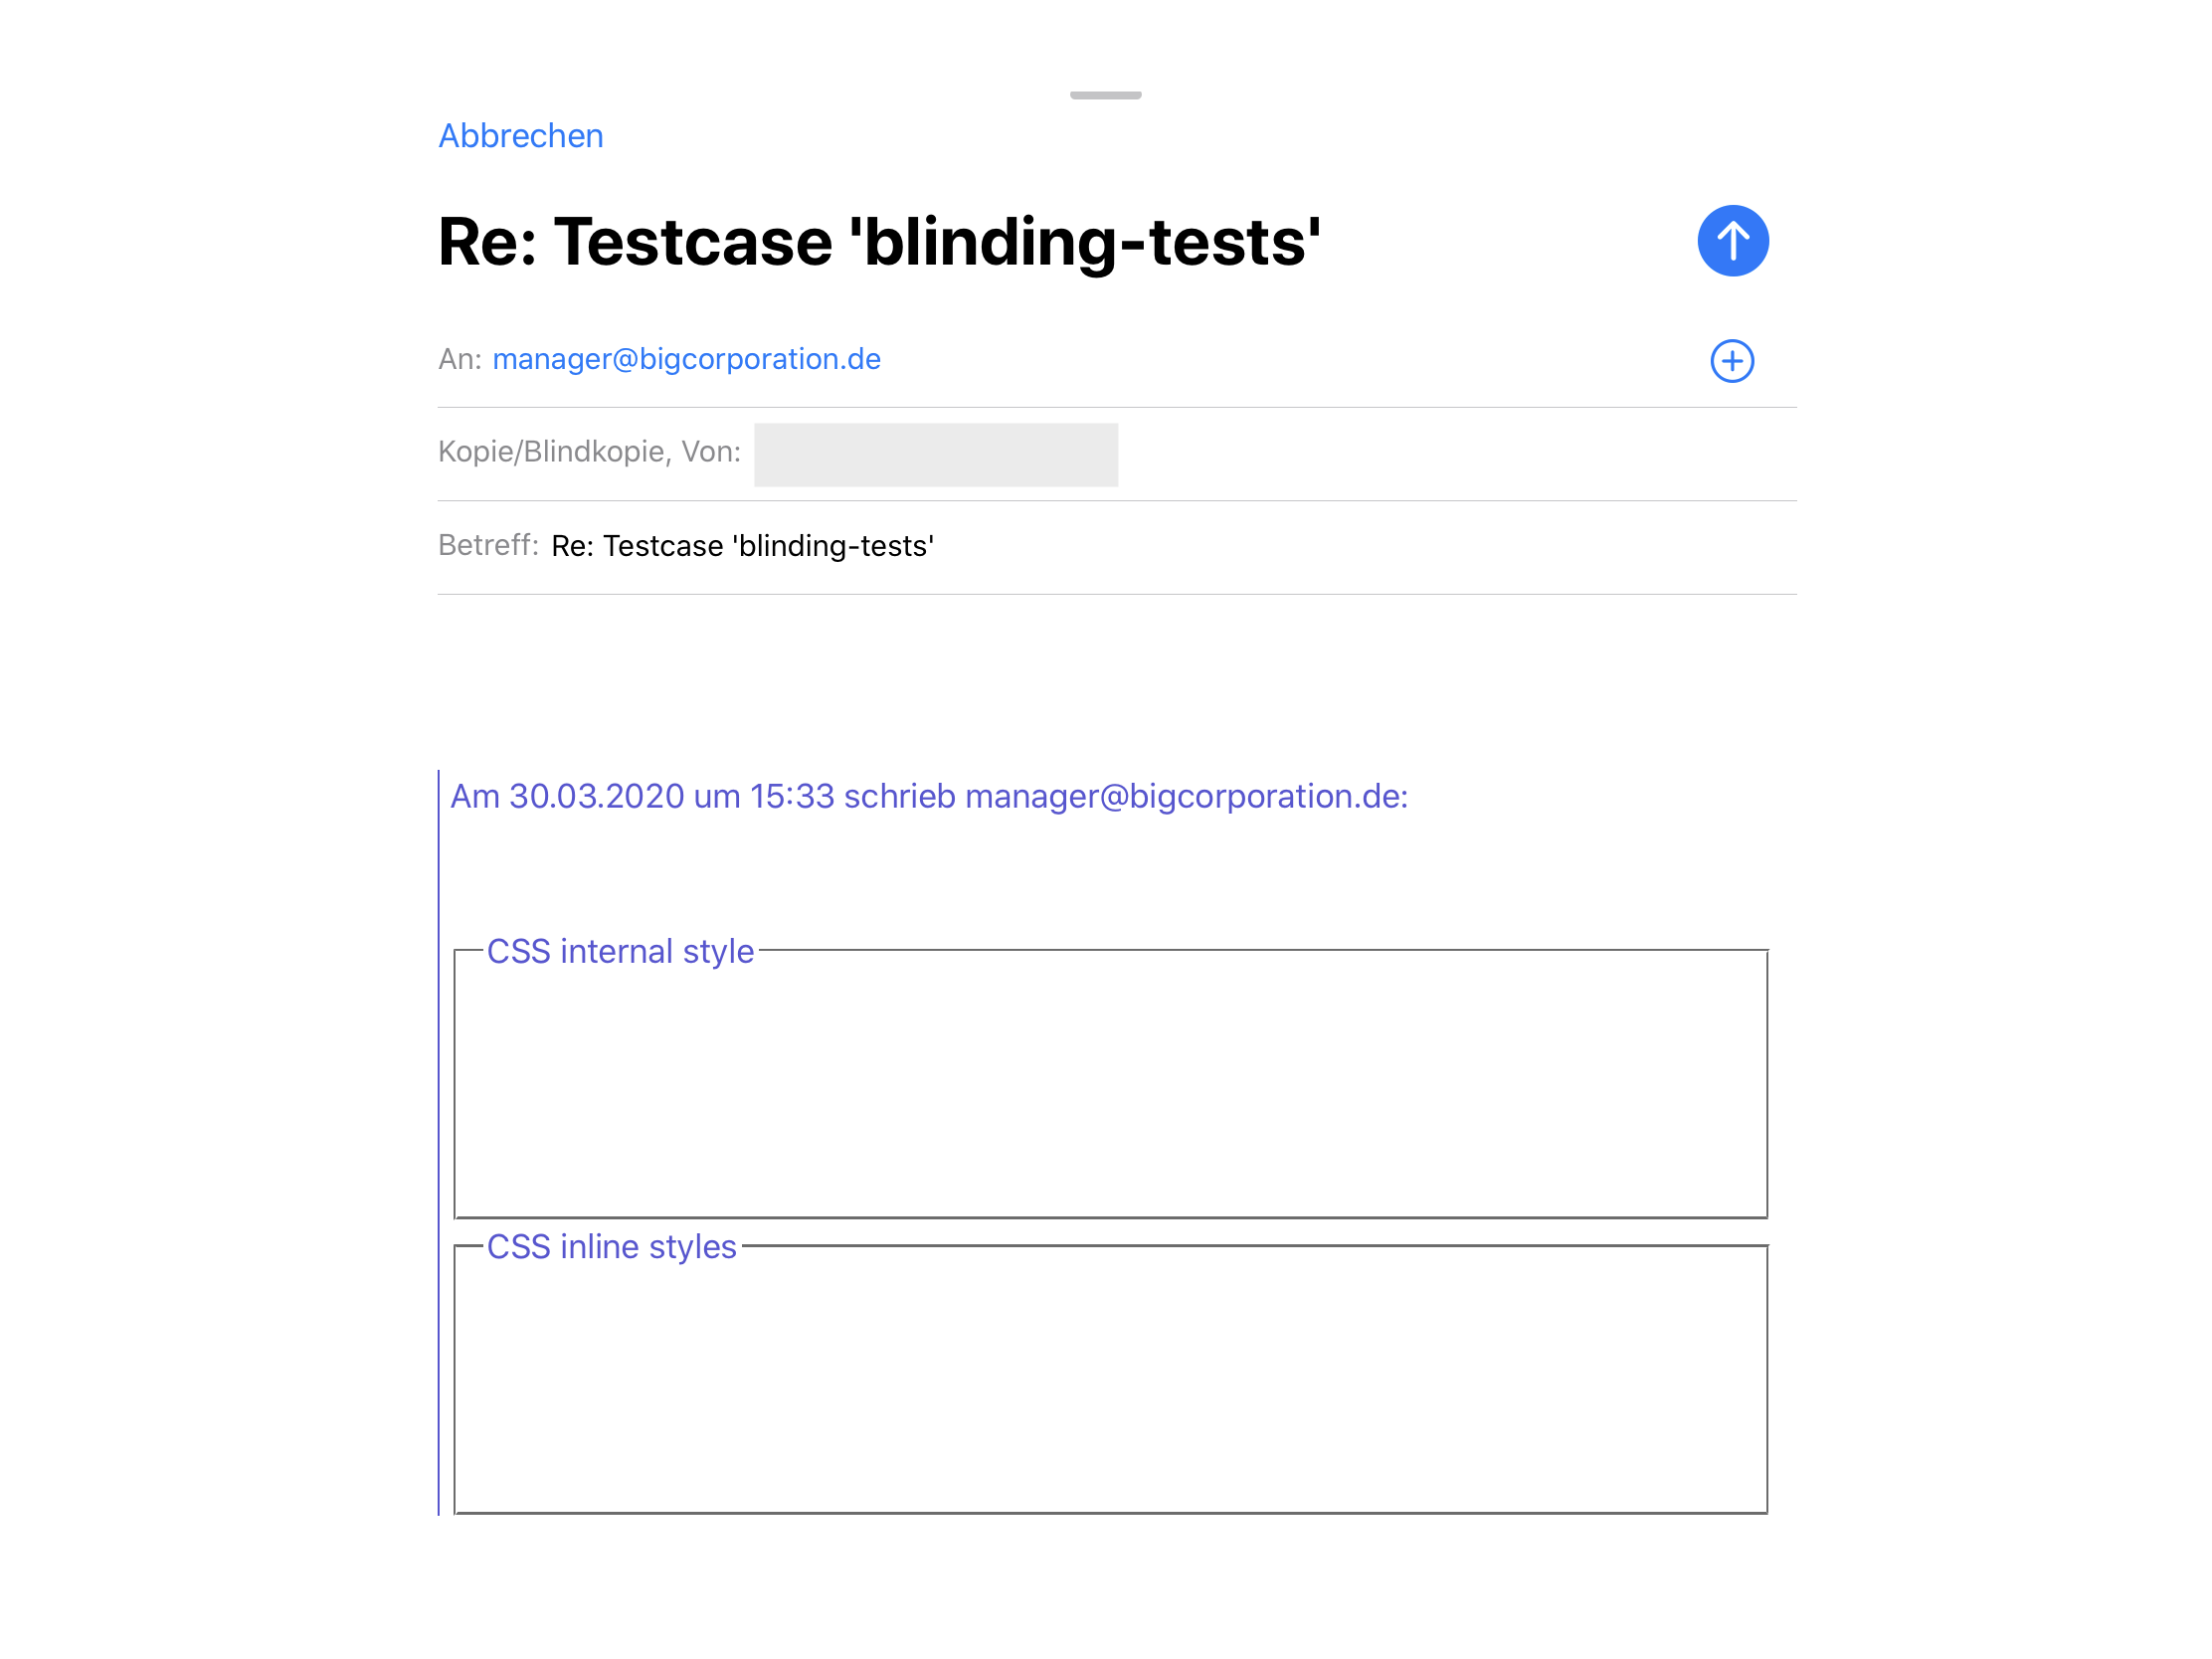 Abbrechen
Re: Testcase 'blinding-tests'
An: manager@bigcorporation.de
Kopie/Blindkopie, Von:
Betreff: Re: Testcase 'blinding-tests'
Am 30.03.2020 um 15:33 schrieb manager@bigcorporation.de:
CSS internal style
CSS inline styles